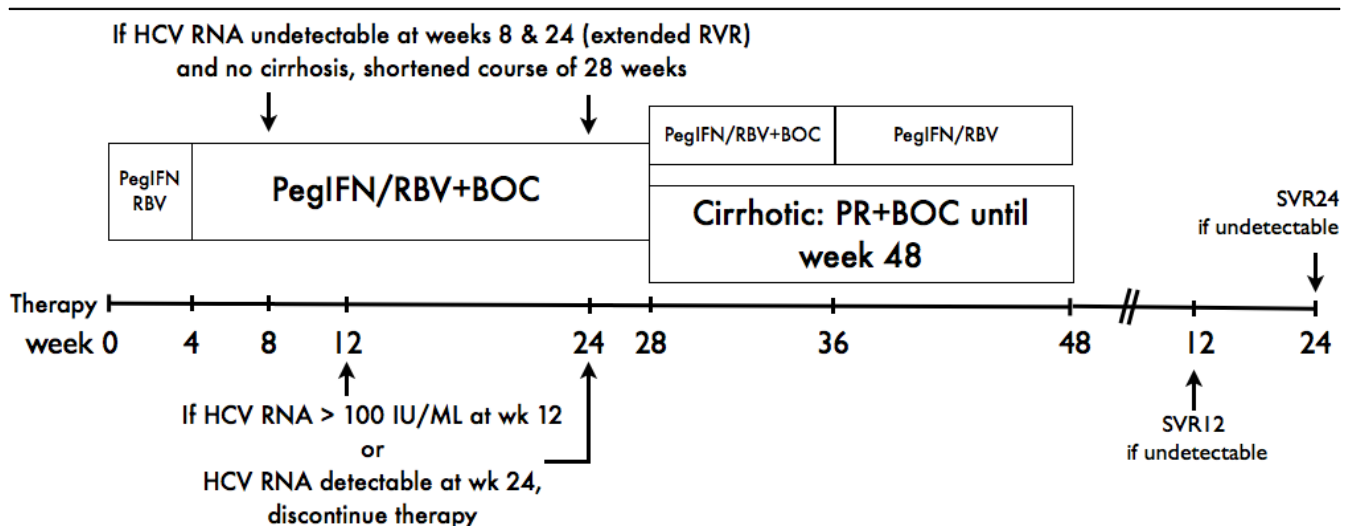 If HCV RNA undetectable at weeks 8 & 24 (extended RVR)
and no cirrhosis, shortened course of 28 weeks
PegIFN
RBV
PegIFN/RBV+BOC
PegIFN/RBV+BOC
PegIFN/RBV
Cirrhotic: PR+BOC until
week 48
SVR24
if undetectable
Therapy
week 0 4 8 12 24 28 36 48 12 24
If HCV RNA > 100 IU/ML at wk 12
or
HCV RNA detectable at wk 24,
discontinue therapy
SVR12
if undetectable